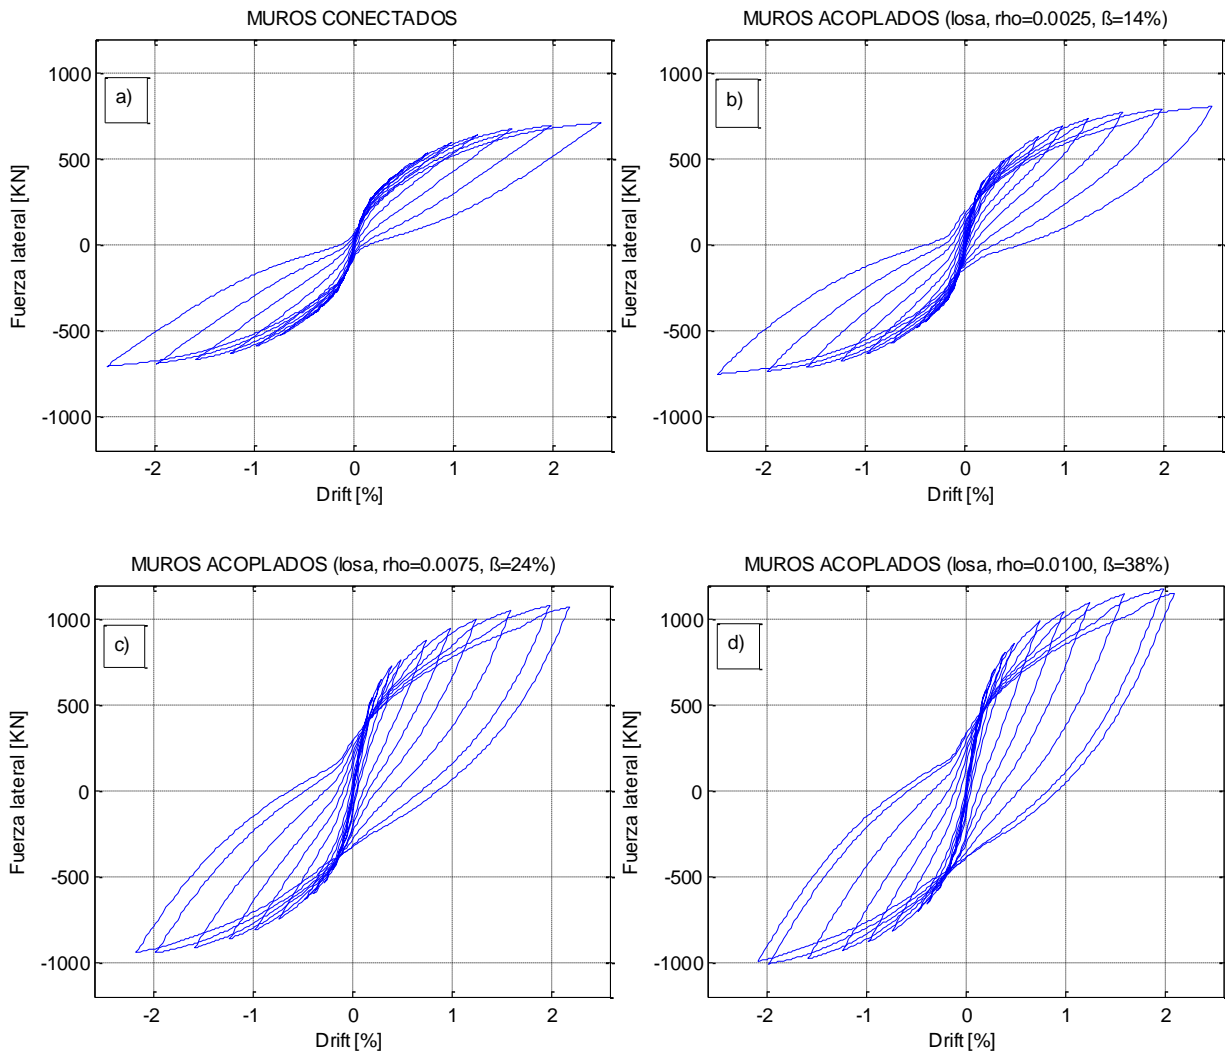 MUROS CONECTADOS
a)
1000
500
0
-500
-1000
Fuerza lateral [KN]
-2 -1 0 1 2
Drift [%]
MUROS ACOPLADOS (losa, rho=0.0025, ß=14%)
b)
1000
500
0
-500
-1000
Fuerza lateral [KN]
-2 -1 0 1 2
Drift [%]
MUROS ACOPLADOS (losa, rho=0.0075, ß=24%)
c)
1000
500
0
-500
-1000
Fuerza lateral [KN]
-2 -1 0 1 2
Drift [%]
MUROS ACOPLADOS (losa, rho=0.0100, ß=38%)
d)
1000
500
0
-500
-1000
Fuerza lateral [KN]
-2 -1 0 1 2
Drift [%]